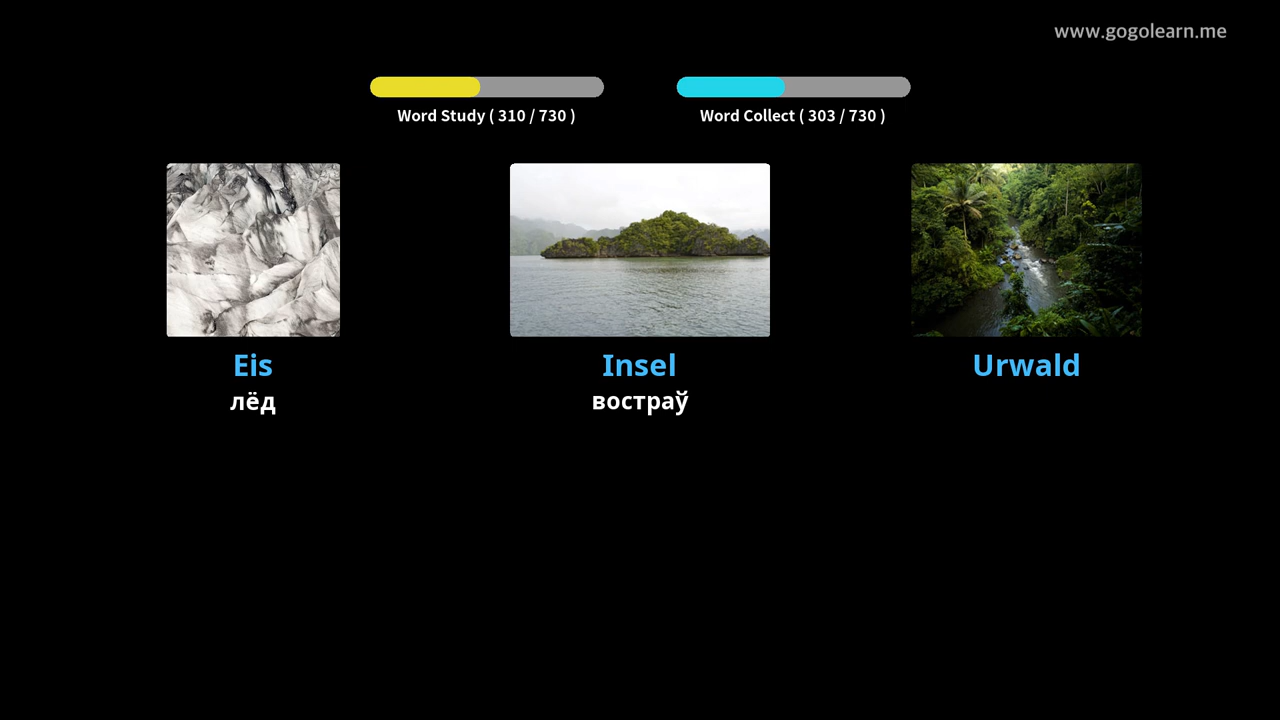 www.gogolearn.me
Word Study ( 310 / 730 )
Word Collect ( 303 / 730 )
Eis
Insel
Urwald
лёд
востраў